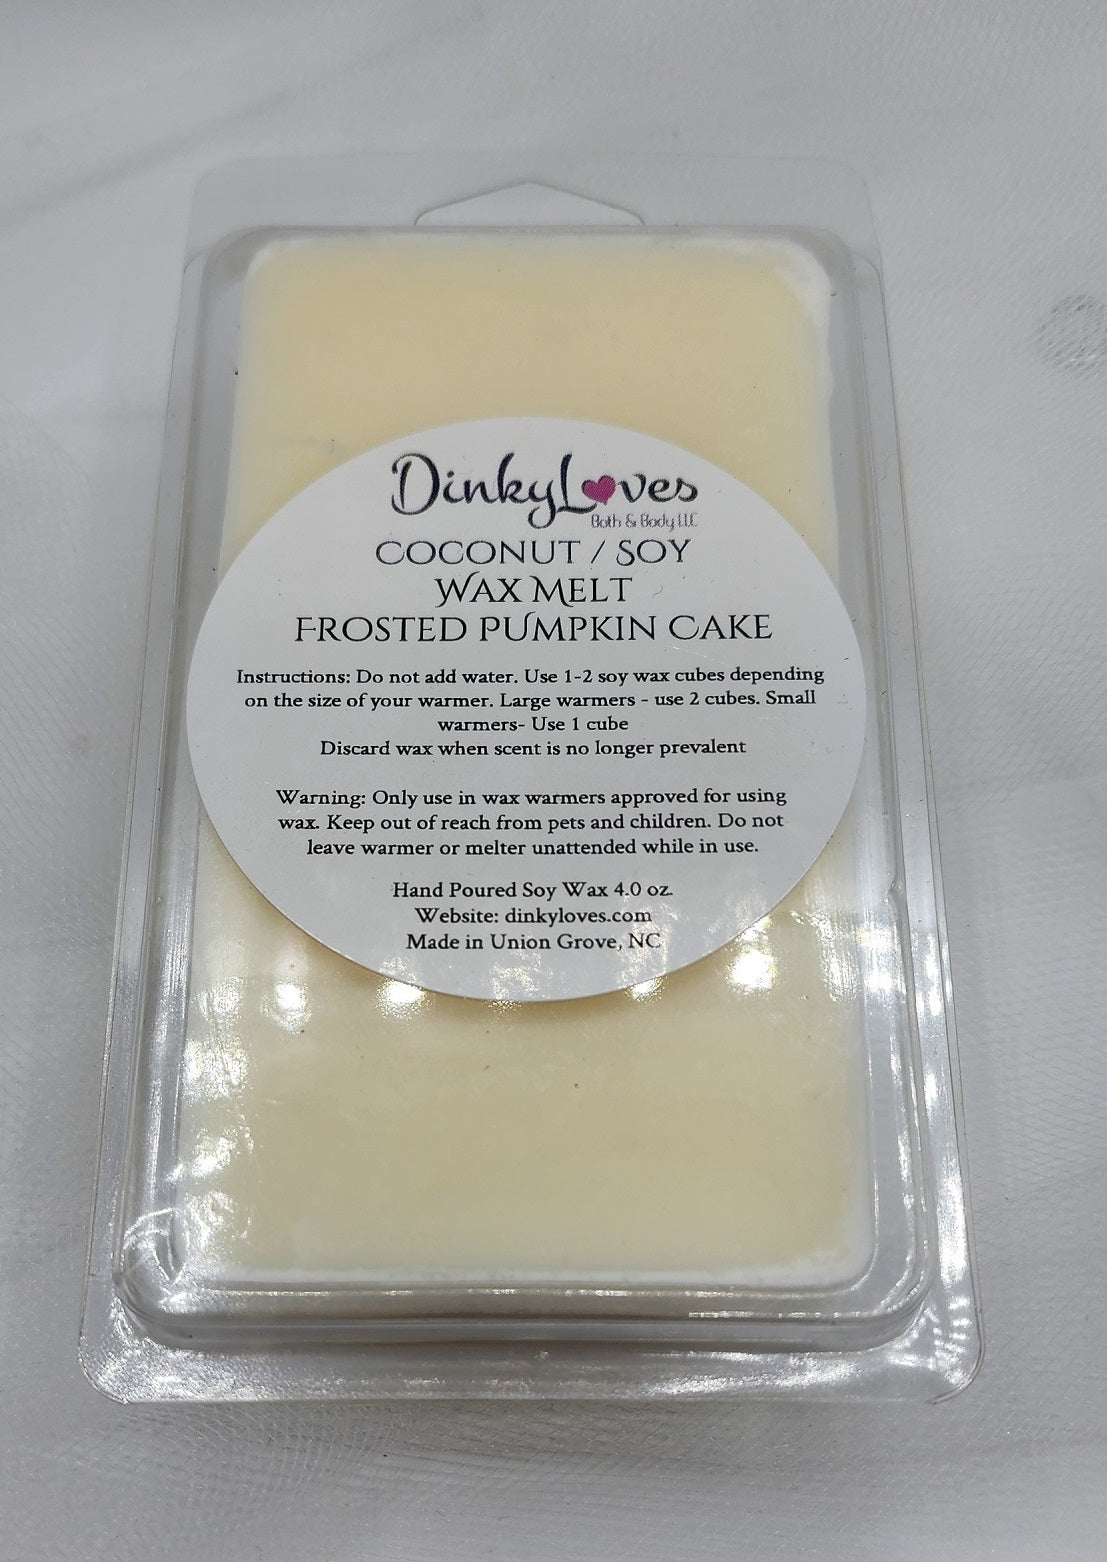 DinkyLoves
Bath & Body LLC
COCONUT / SOY
WAX MELT
FROSTED PUMPKIN CAKE
Instructions: Do not add water. Use 1-2 soy wax cubes depending
on the size of your warmer. Large warmers - use 2 cubes. Small
warmers- Use 1 cube
Discard wax when scent is no longer prevalent
Warning: Only use in wax warmers approved for using
wax. Keep out of reach from pets and children. Do not
leave warmer or melter unattended while in use.
Hand Poured Soy Wax 4.0 oz.
Website: dinkyloves.com
Made in Union Grove, NC